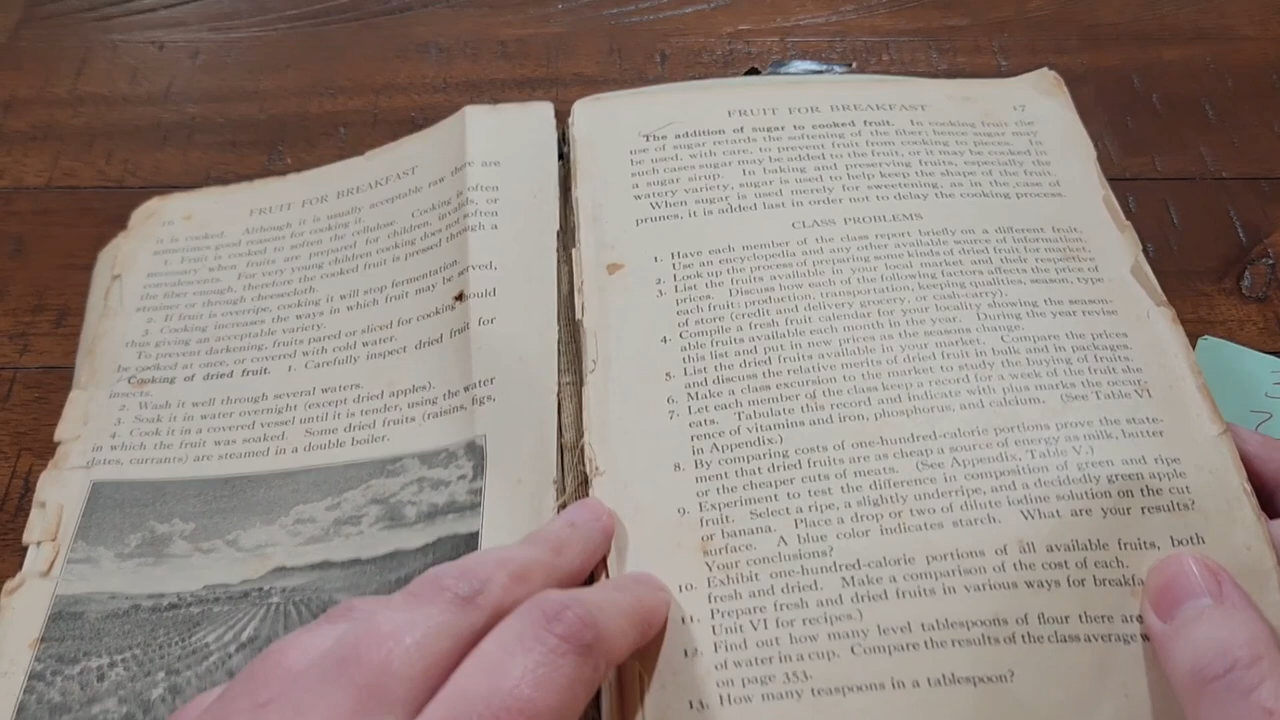 16
FRUIT FOR BREAKFAST
it is cooked. Although it is usually acceptable raw there are
sometimes good reasons for cooking it.
1. Fruit is cooked to soften the cellulose. Cooking is often
necessary when fruits are prepared for children, invalids, or
convalescents. For very young children cooking does not soften
the fiber enough, therefore the cooked fruit is pressed through a
strainer or through cheesecloth.
2. If fruit is overripe, cooking it will stop fermentation.
3. Cooking increases the ways in which fruit may be served,
thus giving an acceptable variety.
To prevent darkening, fruits pared or sliced for cooking should
be cooked at once, or covered with cold water.
Cooking of dried fruit. 1. Carefully inspect dried fruit for
insects.
2. Wash it well through several waters.
3. Soak it in water overnight (except dried apples).
4. Cook it in a covered vessel until it is tender, using the water
in which the fruit was soaked. Some dried fruits (raisins, figs,
dates, currants) are steamed in a double boiler.
FRUIT FOR BREAKFAST
17
The addition of sugar to cooked fruit. In cooking fruit the
use of sugar retards the softening of the fiber; hence sugar may
be used, with care, to prevent fruit from cooking to pieces. In
such cases sugar may be added to the fruit, or it may be cooked in
a sugar sirup. In baking and preserving fruits, especially the
watery variety, sugar is used to help keep the shape of the fruit.
When sugar is used merely for sweetening, as in the case of
prunes, it is added last in order not to delay the cooking process.
CLASS PROBLEMS
1. Have each member of the class report briefly on a different fruit.
Use an encyclopedia and any other available source of information.
2. Look up the process of preparing some kinds of dried fruit for market.
3. List the fruits available in your local market and their respective
prices. Discuss how each of the following factors affects the price of
each fruit: production, transportation, keeping qualities, season, type
of store (credit and delivery grocery, or cash-carry).
4. Compile a fresh fruit calendar for your locality showing the season-
able fruits available each month in the year. During the year revise
this list and put in new prices as the seasons change.
5. List the dried fruits available in your market. Compare the prices
and discuss the relative merits of dried fruit in bulk and in packages.
6. Make a class excursion to the market to study the buying of fruits.
7. Let each member of the class keep a record for a week of the fruit she
eats. Tabulate this record and indicate with plus marks the occur-
rence of vitamins and iron, phosphorus, and calcium. (See Table VI
in Appendix.)
8. By comparing costs of one-hundred-calorie portions prove the state-
ment that dried fruits are as cheap a source of energy as milk, butter
or the cheaper cuts of meats. (See Appendix, Table V.)
9. Experiment to test the difference in composition of green and ripe
fruit. Select a ripe, a slightly underripe, and a decidedly green apple
or banana. Place a drop or two of dilute iodine solution on the cut
surface. A blue color indicates starch. What are your results?
Your conclusions?
10. Exhibit one-hundred-calorie portions of all available fruits, both
fresh and dried. Make a comparison of the cost of each.
11. Prepare fresh and dried fruits in various ways for breakfa
Unit VI for recipes.)
12. Find out how many level tablespoons of flour there are
of water in a cup. Compare the results of the class average w
on page 353.
13. How many teaspoons in a tablespoon?